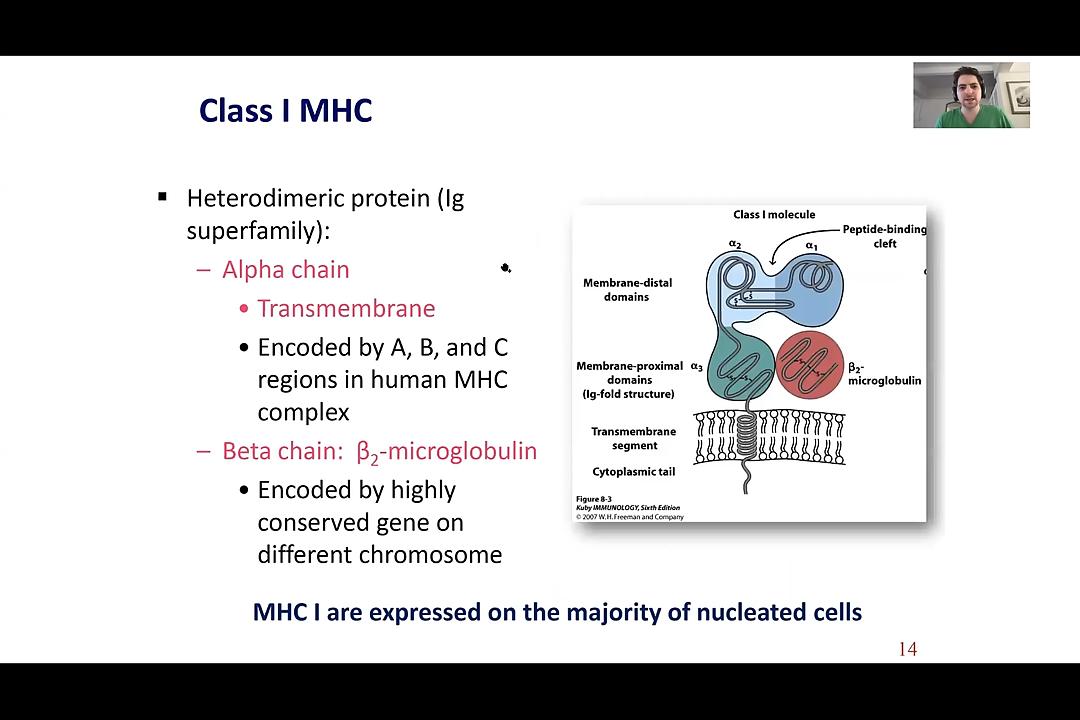 Class I MHC
▪ Heterodimeric protein (Ig
superfamily):
– Alpha chain
• Transmembrane
• Encoded by A, B, and C
regions in human MHC
complex
– Beta chain: β₂-microglobulin
• Encoded by highly
conserved gene on
different chromosome
Class I molecule
Peptide-binding
cleft
α₂
α₁
Membrane-distal
domains
S
S
Membrane-proximal
domains
(Ig-fold structure)
α₃
β₂-
microglobulin
Transmembrane
segment
Cytoplasmic tail
Figure 8-3
Kuby IMMUNOLOGY, Sixth Edition
© 2007 W.H. Freeman and Company
MHC I are expressed on the majority of nucleated cells
14